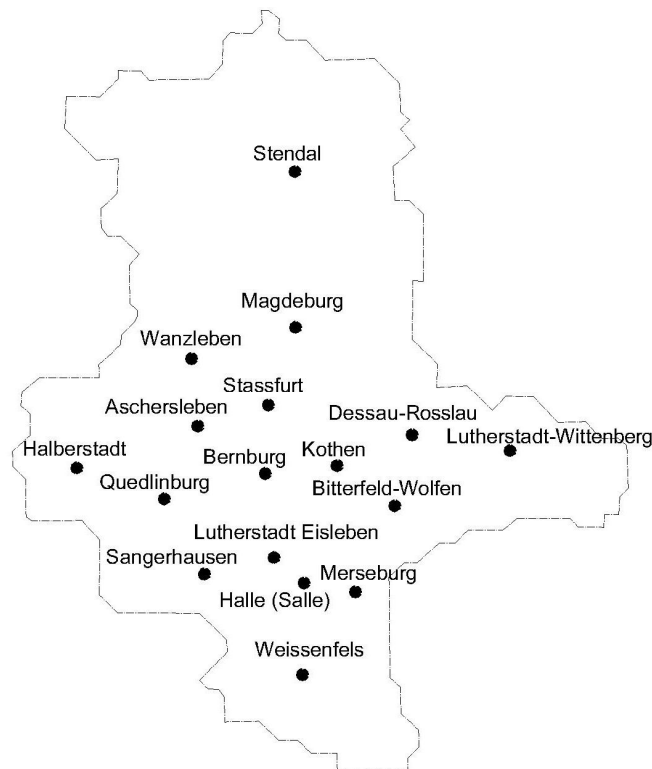 Stendal
Magdeburg
Wanzleben
Stassfurt
Aschersleben
Dessau-Rosslau
Lutherstadt-Wittenberg
Halberstadt
Bernburg
Kothen
Quedlinburg
Bitterfeld-Wolfen
Lutherstadt Eisleben
Sangerhausen
Merseburg
Halle (Salle)
Weissenfels